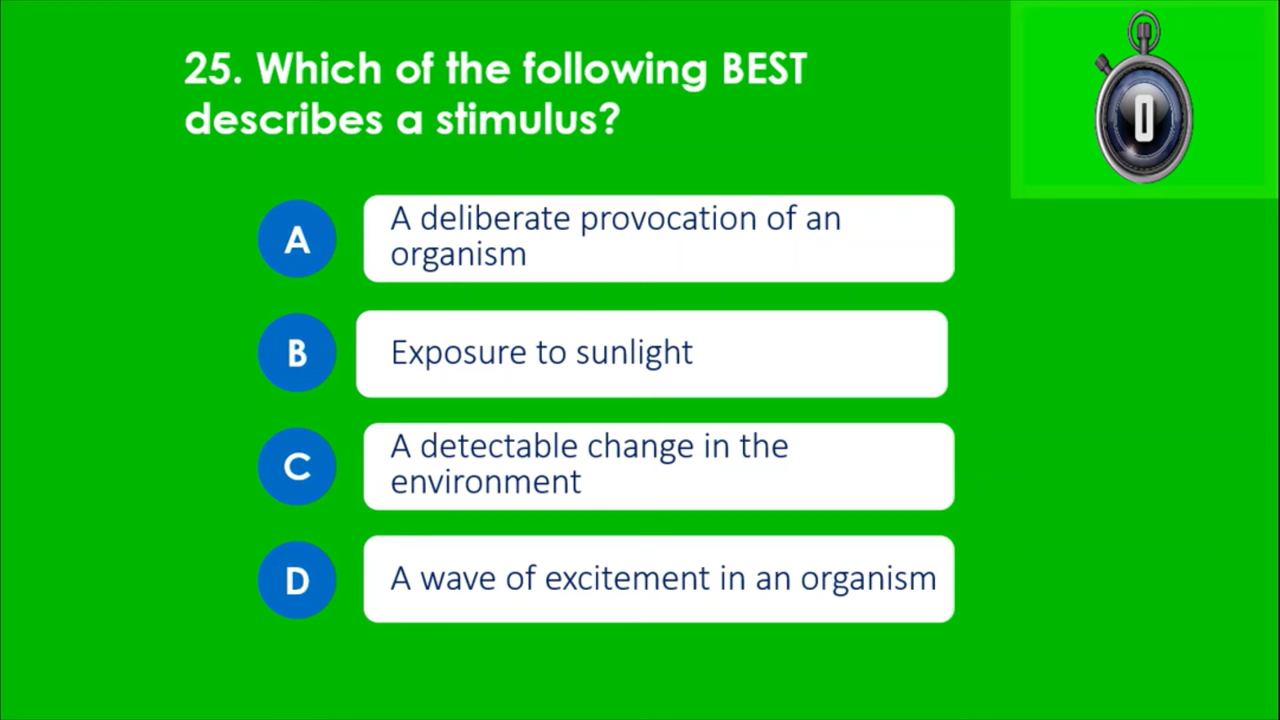 25. Which of the following BEST
describes a stimulus?
0
A
A deliberate provocation of an
organism
B
Exposure to sunlight
C
A detectable change in the
environment
D
A wave of excitement in an organism